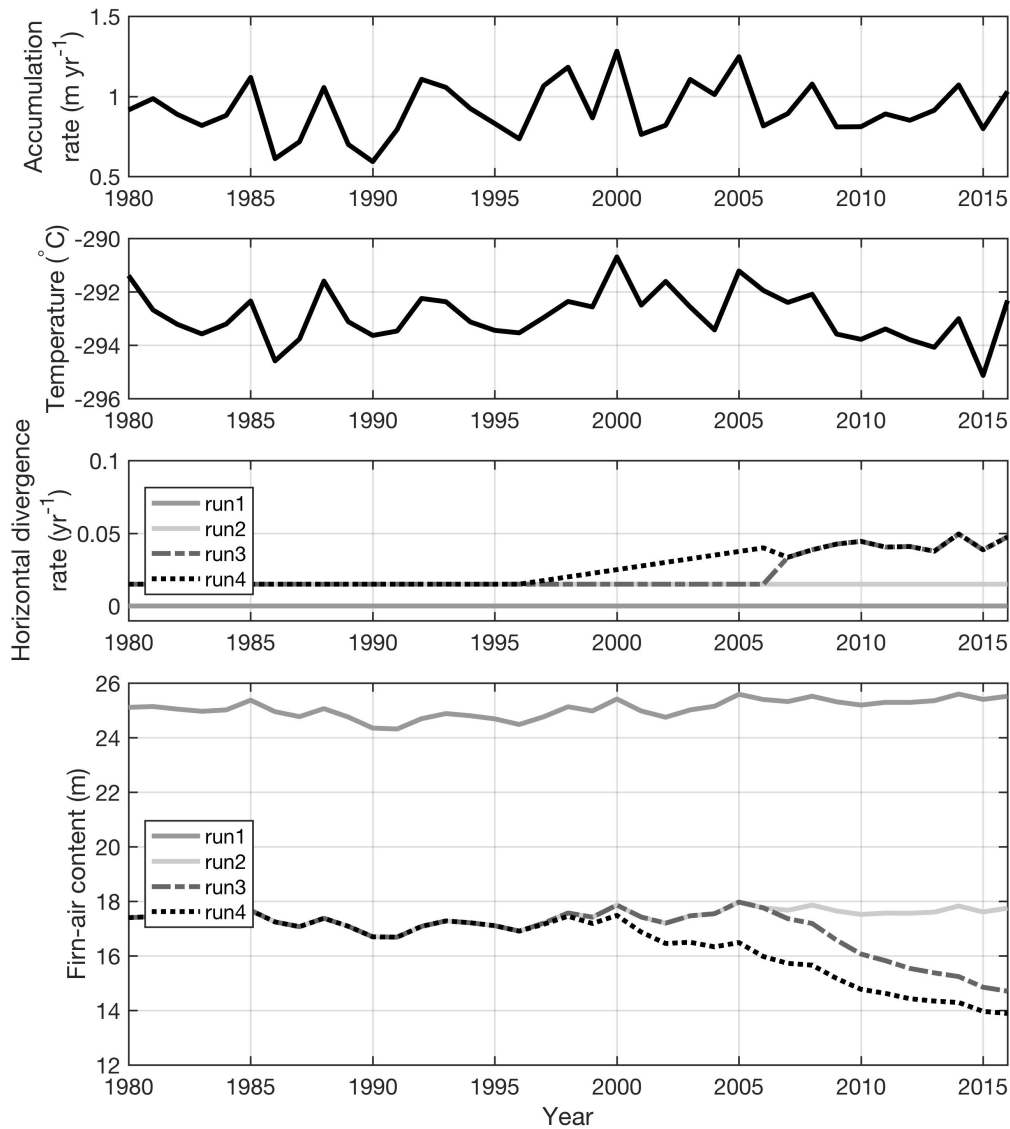 Accumulation
rate (m yr-1)
1.5
1
0.5
1980 1985 1990 1995 2000 2005 2010 2015
Temperature (°C)
-290
-292
-294
-296
1980 1985 1990 1995 2000 2005 2010 2015
Horizontal divergence
rate (yr-1)
0.1
0.05
0
run1
run2
run3
run4
1980 1985 1990 1995 2000 2005 2010 2015
Firn-air content (m)
26
24
22
20
18
16
14
12
run1
run2
run3
run4
1980 1985 1990 1995 2000 2005 2010 2015
Year